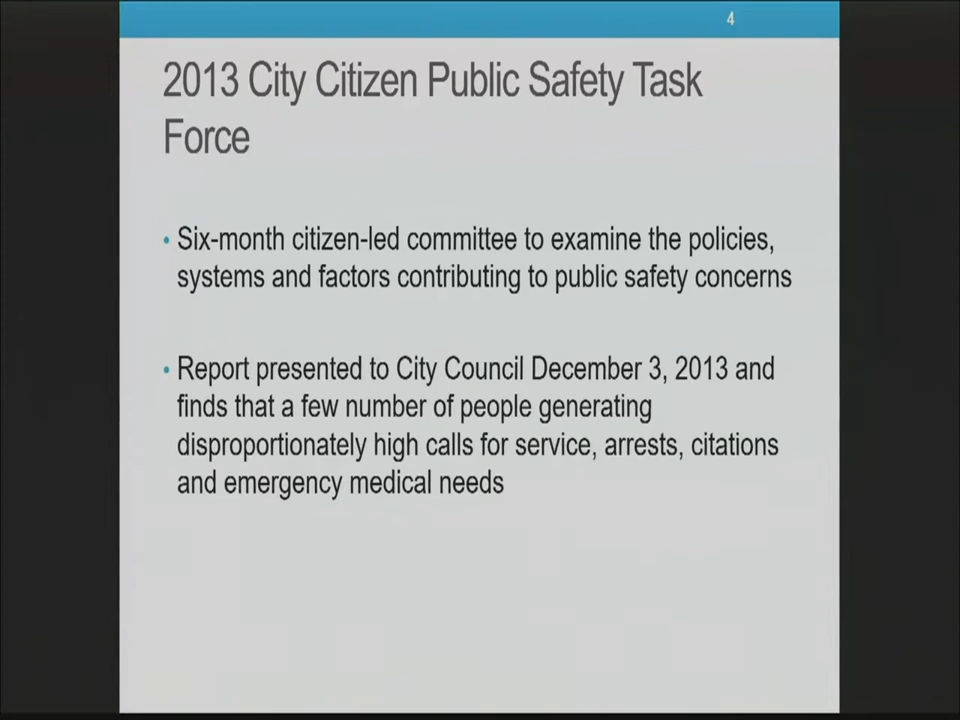 4
2013 City Citizen Public Safety Task
Force
• Six-month citizen-led committee to examine the policies,
systems and factors contributing to public safety concerns
• Report presented to City Council December 3, 2013 and
finds that a few number of people generating
disproportionately high calls for service, arrests, citations
and emergency medical needs